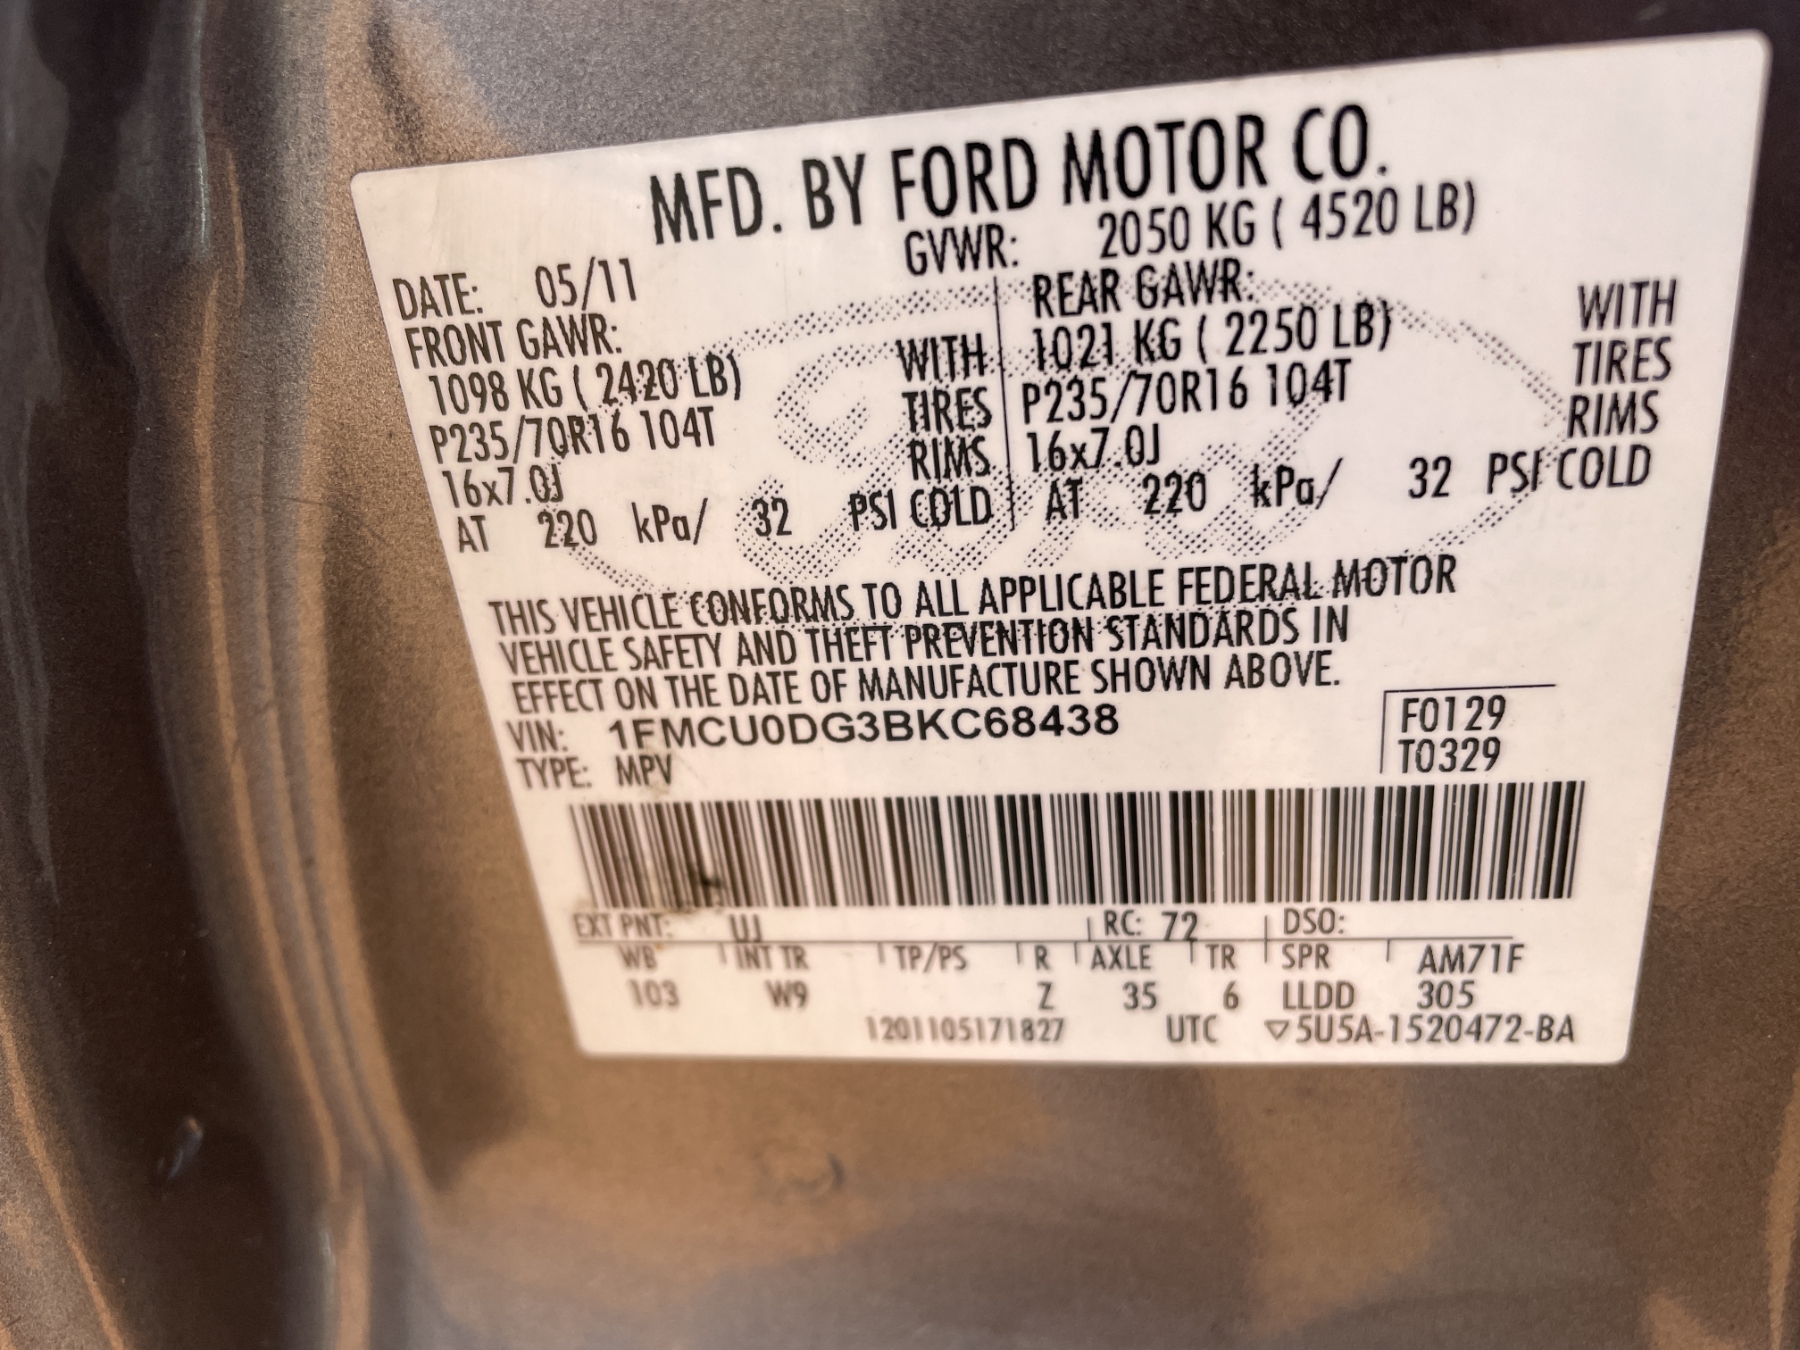 MFD. BY FORD MOTOR CO.
DATE: 05/11 GVWR: 2050 KG ( 4520 LB)
FRONT GAWR: REAR GAWR:
1098 KG ( 2420 LB) WITH 1021 KG ( 2250 LB) WITH
P235/70R16 104T TIRES P235/70R16 104T TIRES
16x7.0J RIMS 16x7.0J RIMS
AT 220 kPa/ 32 PSI COLD AT 220 kPa/ 32 PSI COLD
THIS VEHICLE CONFORMS TO ALL APPLICABLE FEDERAL MOTOR
VEHICLE SAFETY AND THEFT PREVENTION STANDARDS IN
EFFECT ON THE DATE OF MANUFACTURE SHOWN ABOVE.
VIN: 1FMCU0DG3BKC68438 F0129
TYPE: MPV T0329
EXT PNT: UJ RC: 72 DSO:
WB INT TR TP/PS R AXLE TR SPR AM71F
103 W9 Z 35 6 LLDD 305
1201105171827 UTC ▽5U5A-1520472-BA